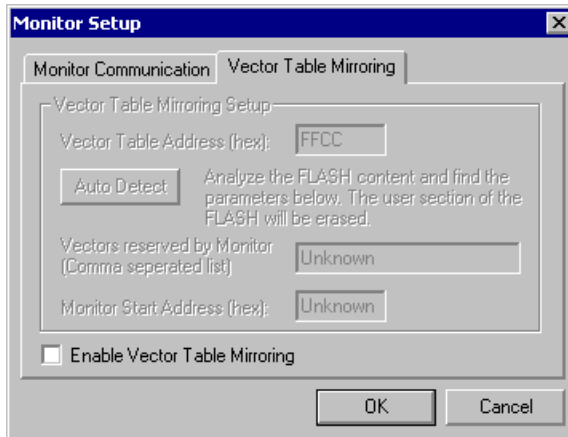 Monitor Setup
Monitor Communication
Vector Table Mirroring
Vector Table Mirroring Setup
Vector Table Address (hex): FFCC
Auto Detect
Analyze the FLASH content and find the
parameters below. The user section of the
FLASH will be erased.
Vectors reserved by Monitor
(Comma seperated list)
Unknown
Monitor Start Address (hex): Unknown
Enable Vector Table Mirroring
OK
Cancel